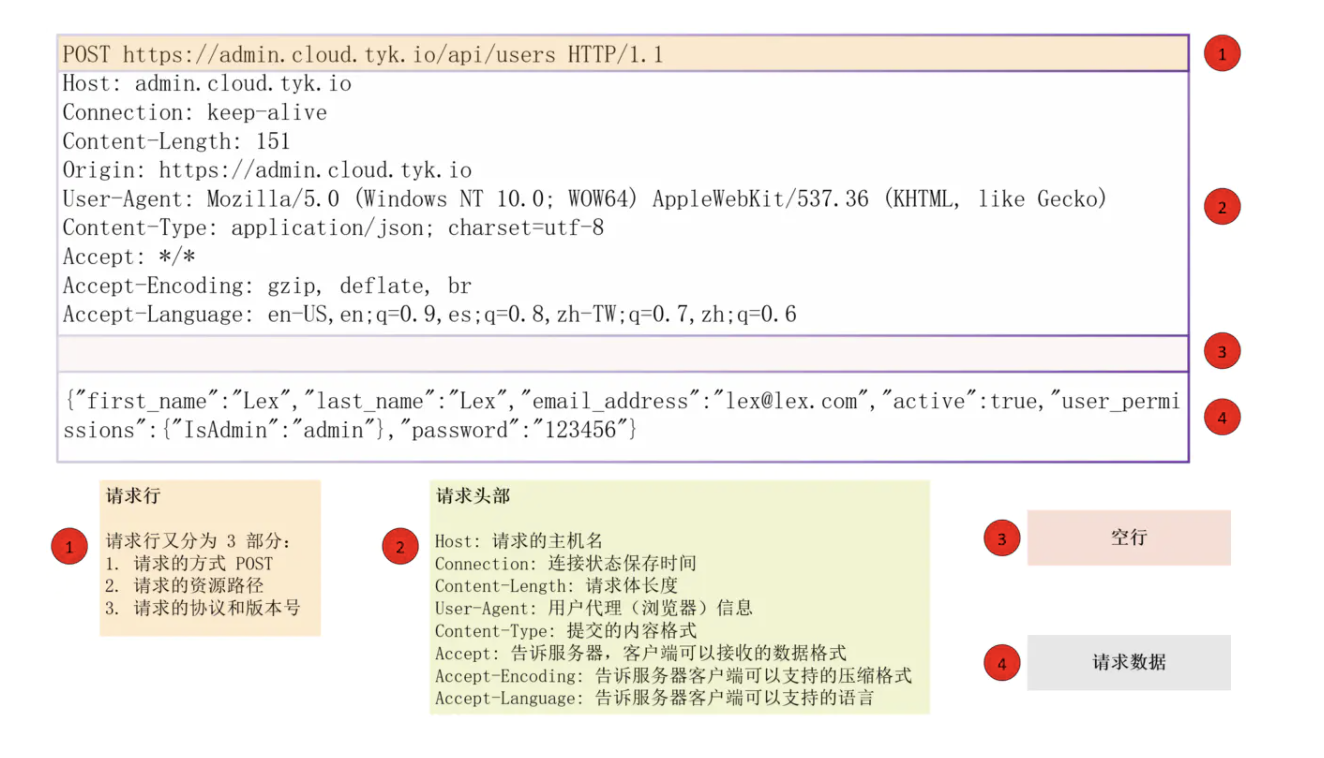 POST https://admin.cloud.tyk.io/api/users HTTP/1.1
1
Host: admin.cloud.tyk.io
Connection: keep-alive
Content-Length: 151
Origin: https://admin.cloud.tyk.io
User-Agent: Mozilla/5.0 (Windows NT 10.0; WOW64) AppleWebKit/537.36 (KHTML, like Gecko)
2
Content-Type: application/json; charset=utf-8
Accept: */*
Accept-Encoding: gzip, deflate, br
Accept-Language: en-US,en;q=0.9,es;q=0.8,zh-TW;q=0.7,zh;q=0.6
3
{"first_name":"Lex","last_name":"Lex","email_address":"lex@lex.com","active":true,"user_permi
ssions":{"IsAdmin":"admin"},"password":"123456"}
4
1
请求行
请求行又分为 3 部分:
1. 请求的方式 POST
2. 请求的资源路径
3. 请求的协议和版本号
2
请求头部
Host: 请求的主机名
Connection: 连接状态保存时间
Content-Length: 请求体长度
User-Agent: 用户代理（浏览器）信息
Content-Type: 提交的内容格式
Accept: 告诉服务器，客户端可以接收的数据格式
Accept-Encoding: 告诉服务器客户端可以支持的压缩格式
Accept-Language: 告诉服务器客户端可以支持的语言
3
空行
4
请求数据